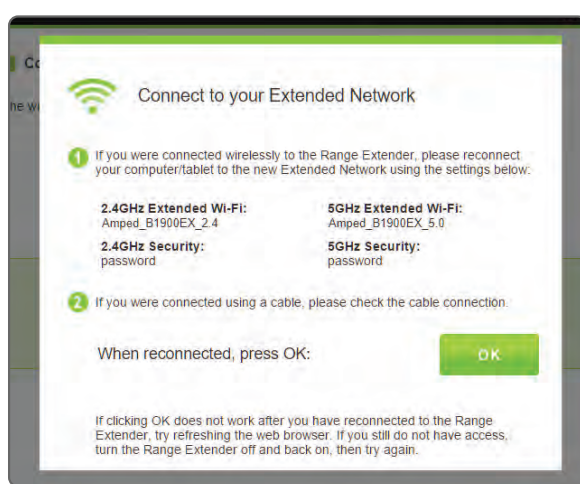 Co
he wi
Connect to your Extended Network
1 If you were connected wirelessly to the Range Extender, please reconnect
your computer/tablet to the new Extended Network using the settings below:
2.4GHz Extended Wi-Fi: 5GHz Extended Wi-Fi:
Amped_B1900EX_2.4 Amped_B1900EX_5.0
2.4GHz Security: 5GHz Security:
password password
2 If you were connected using a cable, please check the cable connection.
When reconnected, press OK: OK
If clicking OK does not work after you have reconnected to the Range
Extender, try refreshing the web browser. If you still do not have access,
turn the Range Extender off and back on, then try again.